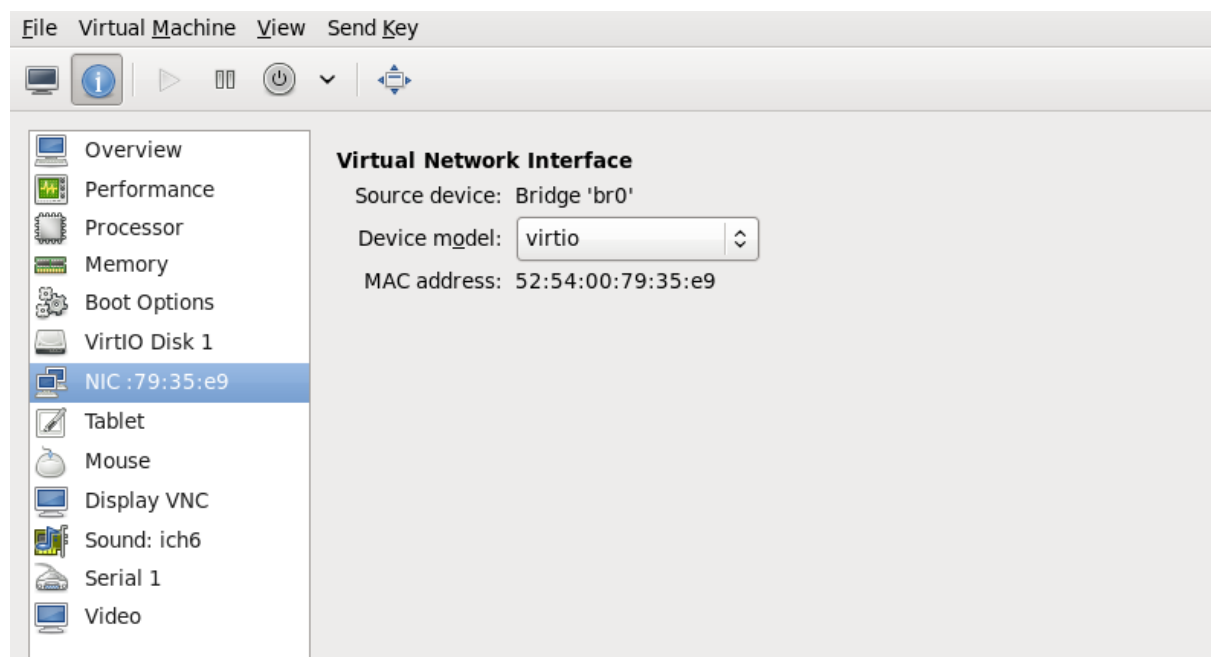 File Virtual Machine View Send Key
Overview
Performance
Processor
Memory
Boot Options
VirtIO Disk 1
NIC :79:35:e9
Tablet
Mouse
Display VNC
Sound: ich6
Serial 1
Video
Virtual Network Interface
Source device: Bridge 'br0'
Device model: virtio
MAC address: 52:54:00:79:35:e9